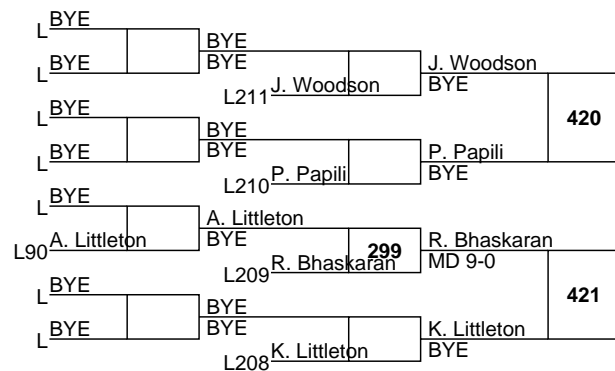 L BYE
L BYE
BYE
BYE
L211 J. Woodson
J. Woodson
BYE
420
L BYE
L BYE
BYE
BYE
L210 P. Papili
P. Papili
BYE
L BYE
L90 A. Littleton
A. Littleton
BYE
L209 R. Bhaskaran
299
R. Bhaskaran
MD 9-0
421
L BYE
L BYE
BYE
BYE
L208 K. Littleton
K. Littleton
BYE